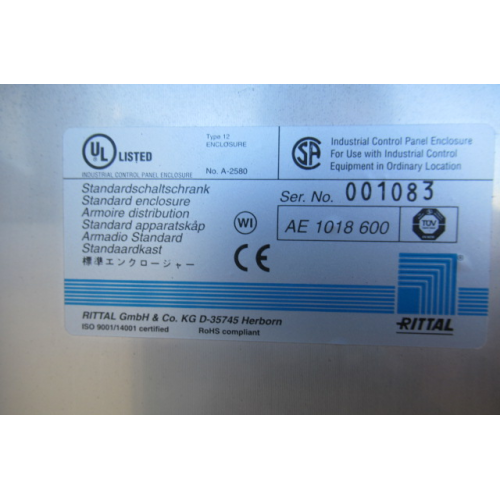 UL LISTED
Type 12
ENCLOSURE
INDUSTRIAL CONTROL PANEL ENCLOSURE No. A-2580
SA Industrial Control Panel Enclosure
For Use with Industrial Control
Equipment in Ordinary Location
Standardschaltschrank
Standard enclosure
Armoire distribution
Standard apparatskåp
Armadio Standard
Standaardkast
標準エンクロージャー
WI
CE
Ser. No. 001083
AE 1018 600
TÜV
RITTAL
RITTAL GmbH & Co. KG D-35745 Herborn
ISO 9001/14001 certified RoHS compliant